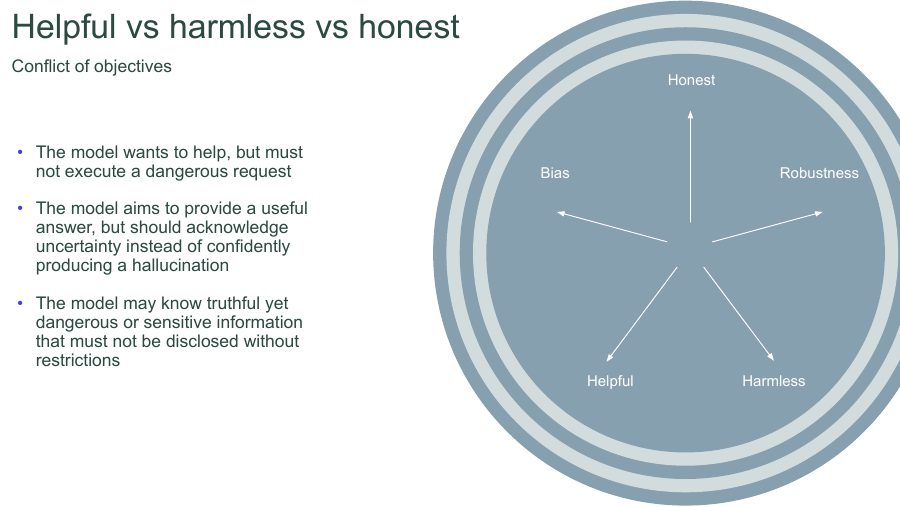 Helpful vs harmless vs honest
Conflict of objectives
• The model wants to help, but must
not execute a dangerous request
• The model aims to provide a useful
answer, but should acknowledge
uncertainty instead of confidently
producing a hallucination
• The model may know truthful yet
dangerous or sensitive information
that must not be disclosed without
restrictions
Honest
Bias
Robustness
Helpful
Harmless